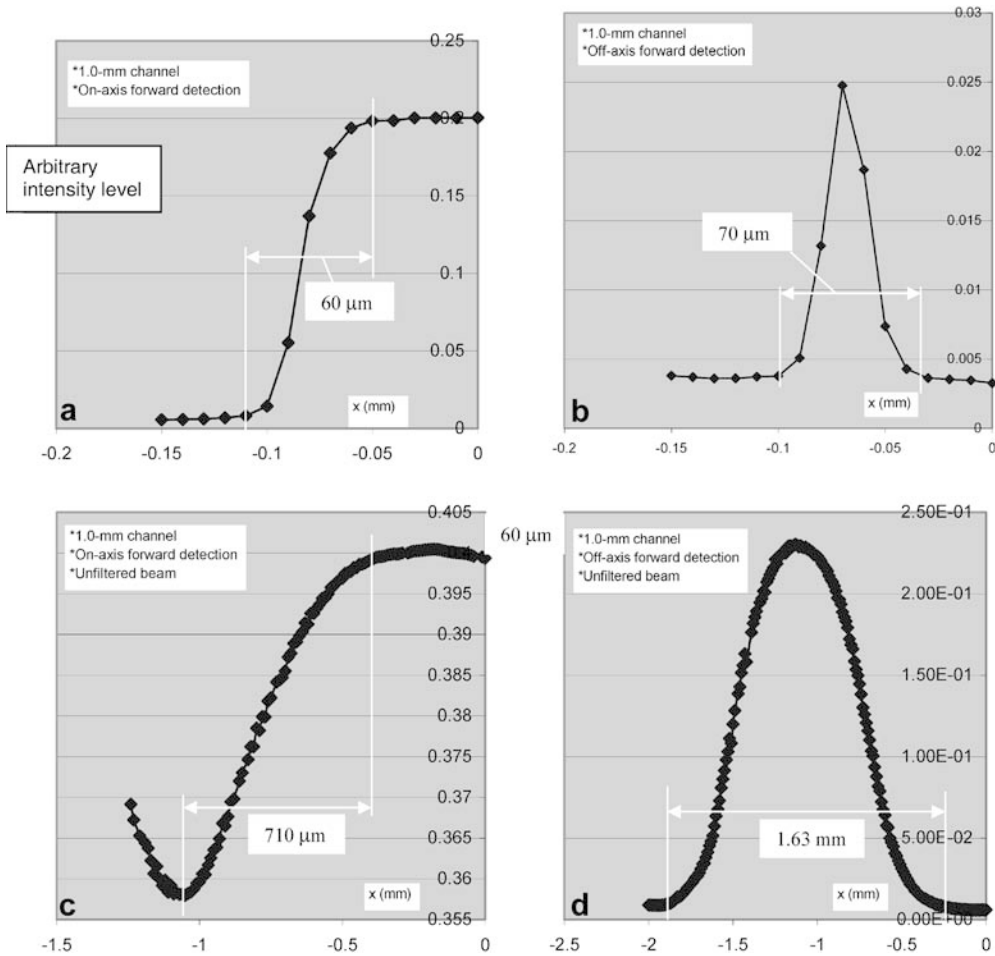 *1.0-mm channel
*On-axis forward detection
Arbitrary
intensity level
0.25
0.2
0.15
0.1
0.05
0
60 µm
x (mm)
a
-0.2
-0.15
-0.1
-0.05
0
*1.0-mm channel
*Off-axis forward detection
0.03
0.025
0.02
0.015
0.01
0.005
0
70 µm
x (mm)
b
-0.2
-0.15
-0.1
-0.05
0
*1.0-mm channel
*On-axis forward detection
*Unfiltered beam
0.405
0.4
0.395
0.39
0.385
0.38
0.375
0.37
0.365
0.36
0.355
710 µm
x (mm)
c
-1.5
-1
-0.5
0
60 µm
*1.0-mm channel
*Off-axis forward detection
*Unfiltered beam
2.50E-01
2.00E-01
1.50E-01
1.00E-01
5.00E-02
0.00E+00
1.63 mm
x (mm)
d
-2.5
-2
-1.5
-1
-0.5
0